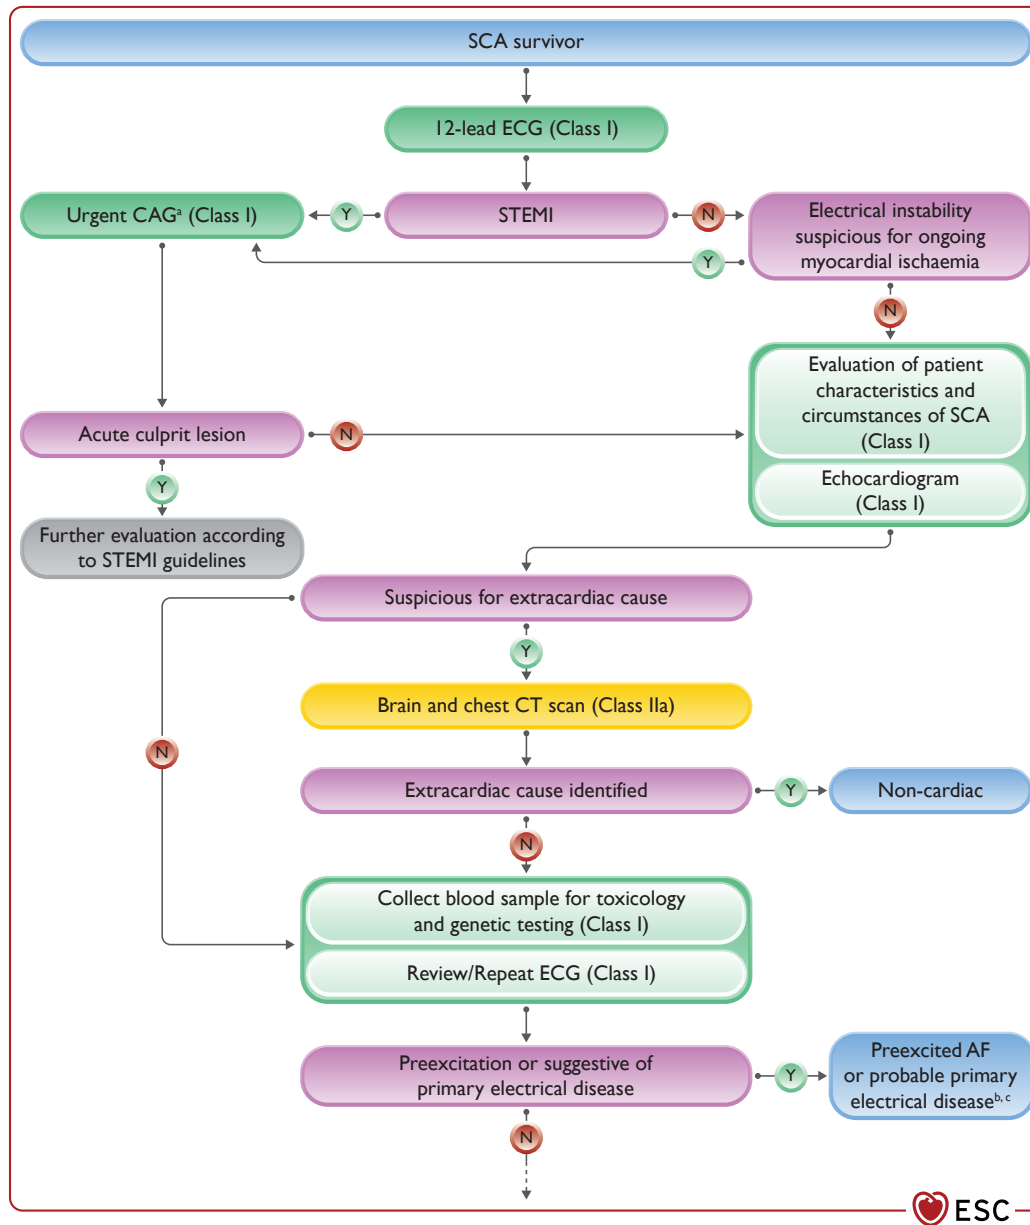 SCA survivor
12-lead ECG (Class I)
Urgent CAGᵃ (Class I)
Y
STEMI
N
Electrical instability
suspicious for ongoing
myocardial ischaemia
Y
N
Evaluation of patient
characteristics and
circumstances of SCA
(Class I)
Acute culprit lesion
N
Echocardiogram
(Class I)
Y
Further evaluation according
to STEMI guidelines
Suspicious for extracardiac cause
Y
Brain and chest CT scan (Class IIa)
N
Extracardiac cause identified
Y
Non-cardiac
N
Collect blood sample for toxicology
and genetic testing (Class I)
Review/Repeat ECG (Class I)
Preexcitation or suggestive of
primary electrical disease
Y
Preexcited AF
or probable primary
electrical diseaseᵇ,ᶜ
N
ESC